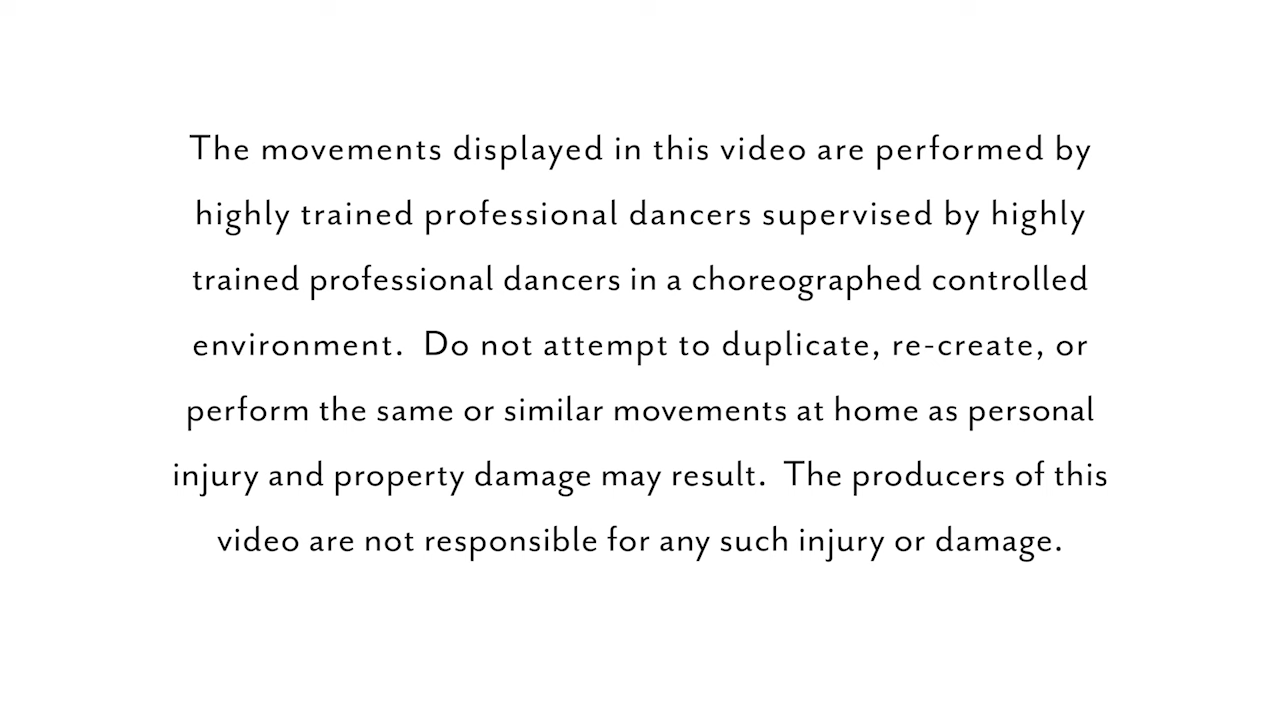 The movements displayed in this video are performed by
highly trained professional dancers supervised by highly
trained professional dancers in a choreographed controlled
environment.  Do not attempt to duplicate, re-create, or
perform the same or similar movements at home as personal
injury and property damage may result.  The producers of this
video are not responsible for any such injury or damage.